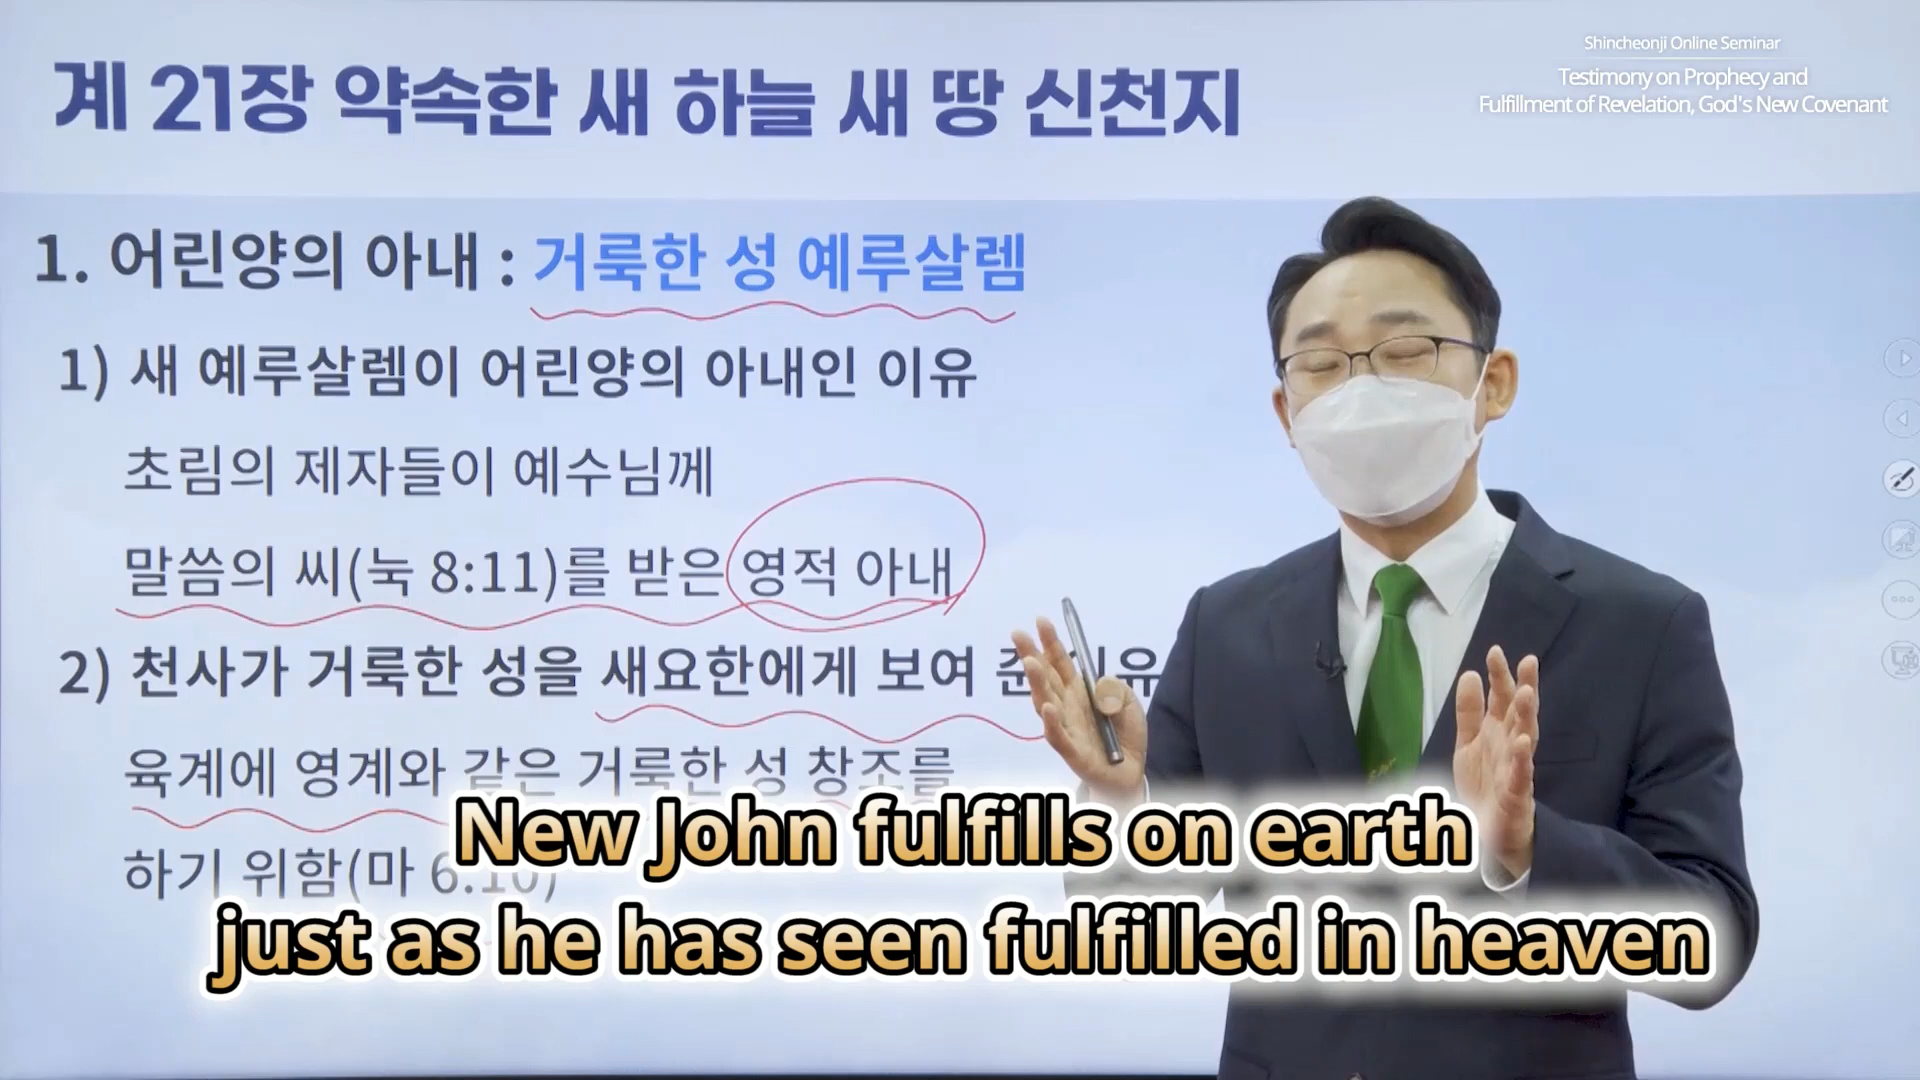 Shincheonji Online Seminar
Testimony on Prophecy and
Fulfillment of Revelation, God's New Covenant
계 21장 약속한 새 하늘 새 땅 신천지
1. 어린양의 아내 : 거룩한 성 예루살렘
1) 새 예루살렘이 어린양의 아내인 이유
초림의 제자들이 예수님께
말씀의 씨(눅 8:11)를 받은 영적 아내
2) 천사가 거룩한 성을 새요한에게 보여 준 이유
육계에 영계와 같은 거룩한 성 창조를
하기 위함(마 6:10)
New John fulfills on earth
just as he has seen fulfilled in heaven